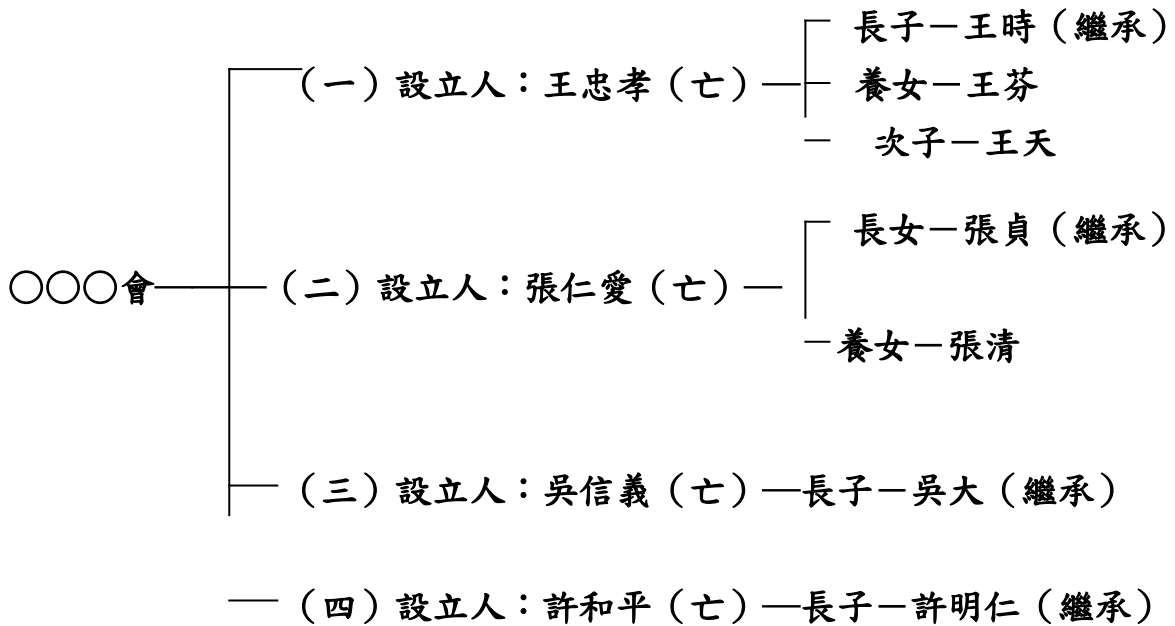 長子－王時（繼承）
（一）設立人：王忠孝（亡）
養女－王芬
次子－王天
長女－張貞（繼承）
○○○會
（二）設立人：張仁愛（亡）
養女－張清
（三）設立人：吳信義（亡）
長子－吳大（繼承）
（四）設立人：許和平（亡）
長子－許明仁（繼承）